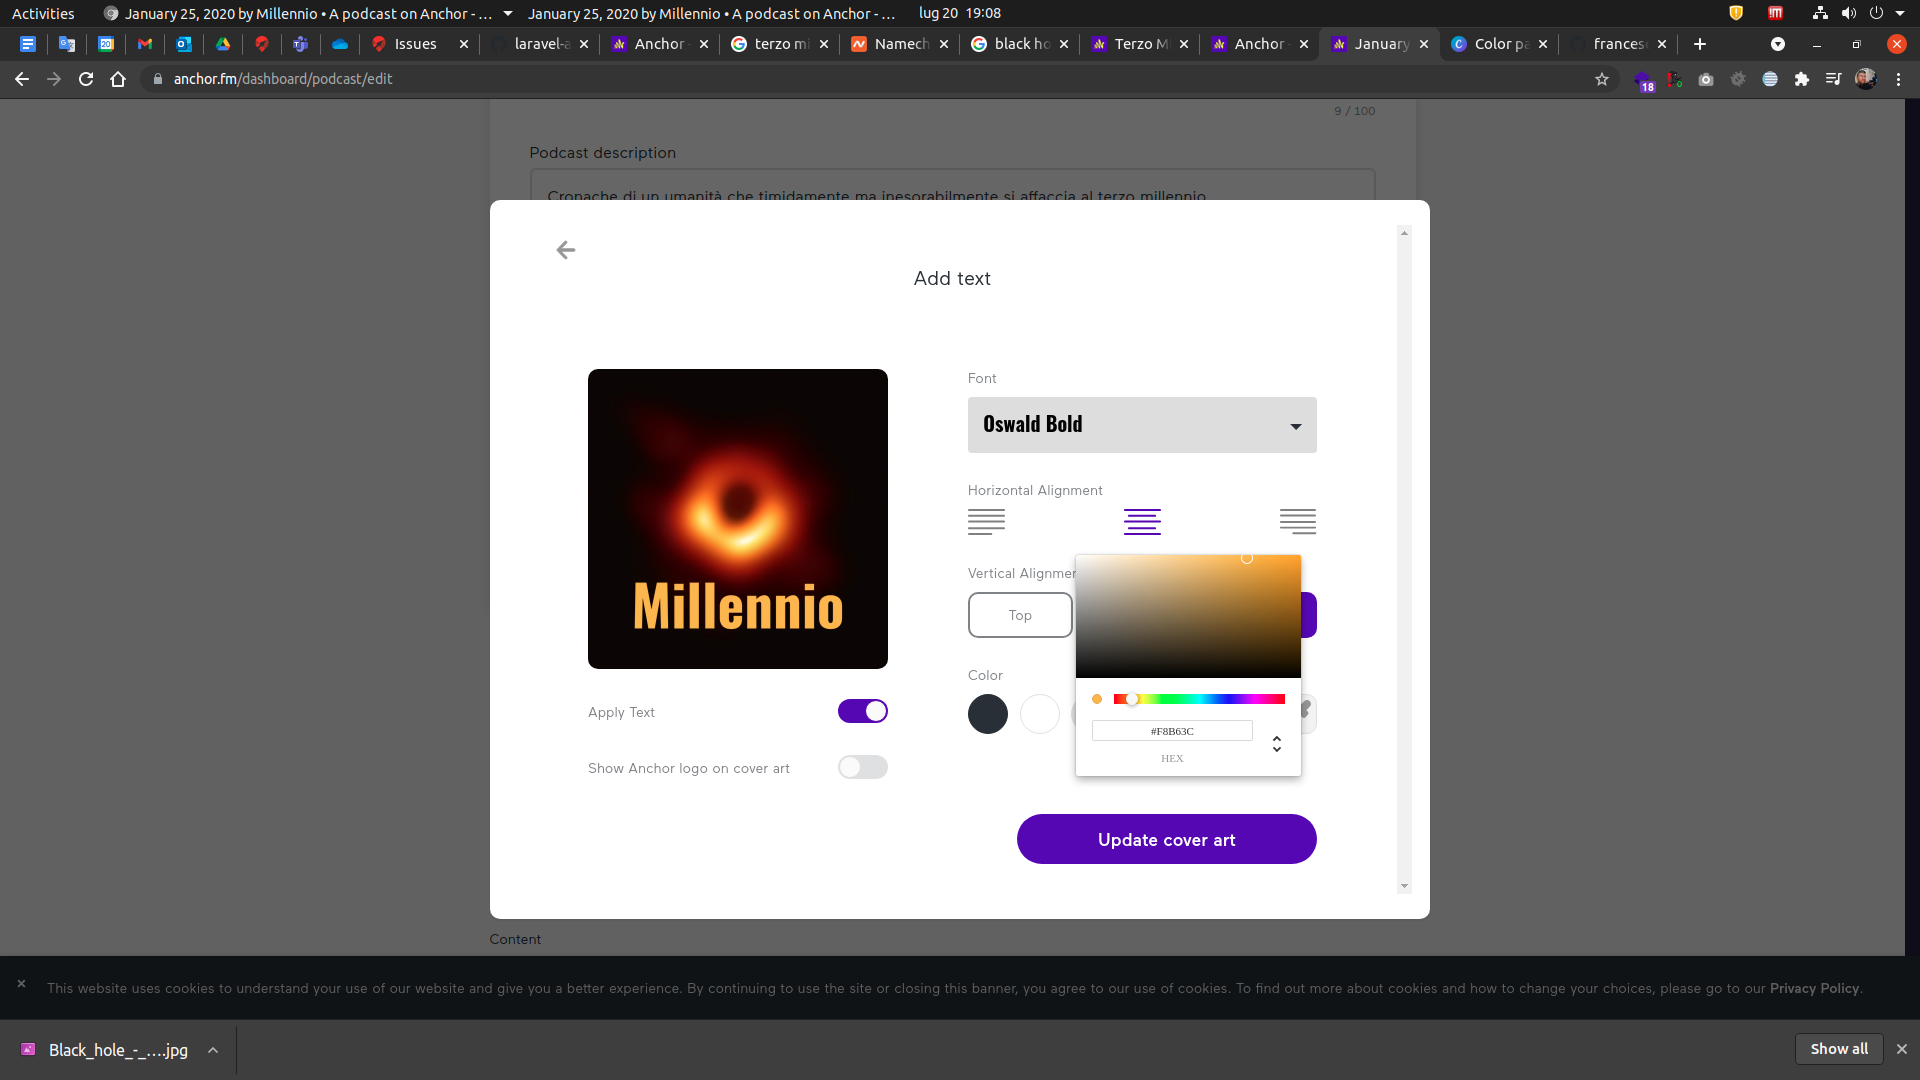 Activities
January 25, 2020 by Millennio • A podcast on Anchor - ...
January 25, 2020 by Millennio • A podcast on Anchor - ...
lug 20 19:08
Issues
laravel-a
Anchor -
terzo mi
Namech
black ho
Terzo M
Anchor -
January
Color pa
frances
anchor.fm/dashboard/podcast/edit
18
9 / 100
Podcast description
Cronache di un umanità che timidamente ma inesorabilmente si affaccia al terzo millennio
Add text
Millennio
Apply Text
Show Anchor logo on cover art
Font
Oswald Bold
Horizontal Alignment
Vertical Alignmen
Top
Color
#F8B63C
HEX
Update cover art
Content
This website uses cookies to understand your use of our website and give you a better experience. By continuing to use the site or closing this banner, you agree to our use of cookies. To find out more about cookies and how to change your choices, please go to our Privacy Policy.
Black_hole_-_....jpg
Show all